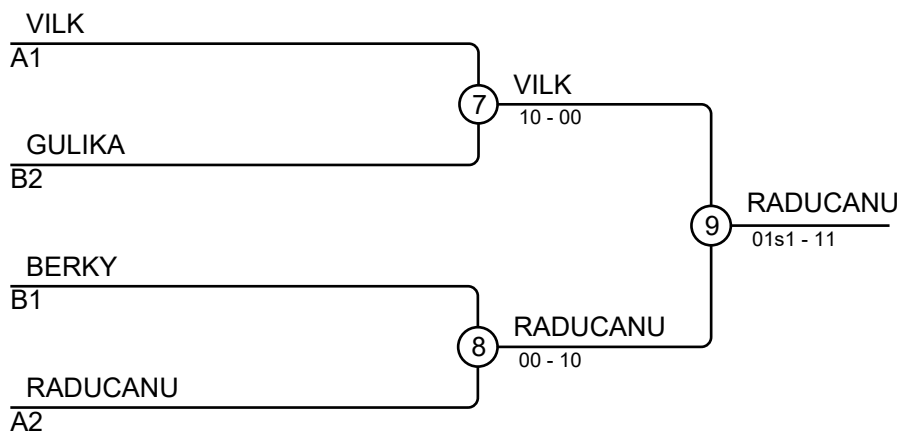 VILK
A1
7
VILK
10 - 00
GULIKA
B2
9
RADUCANU
01s1 - 11
BERKY
B1
8
RADUCANU
00 - 10
RADUCANU
A2